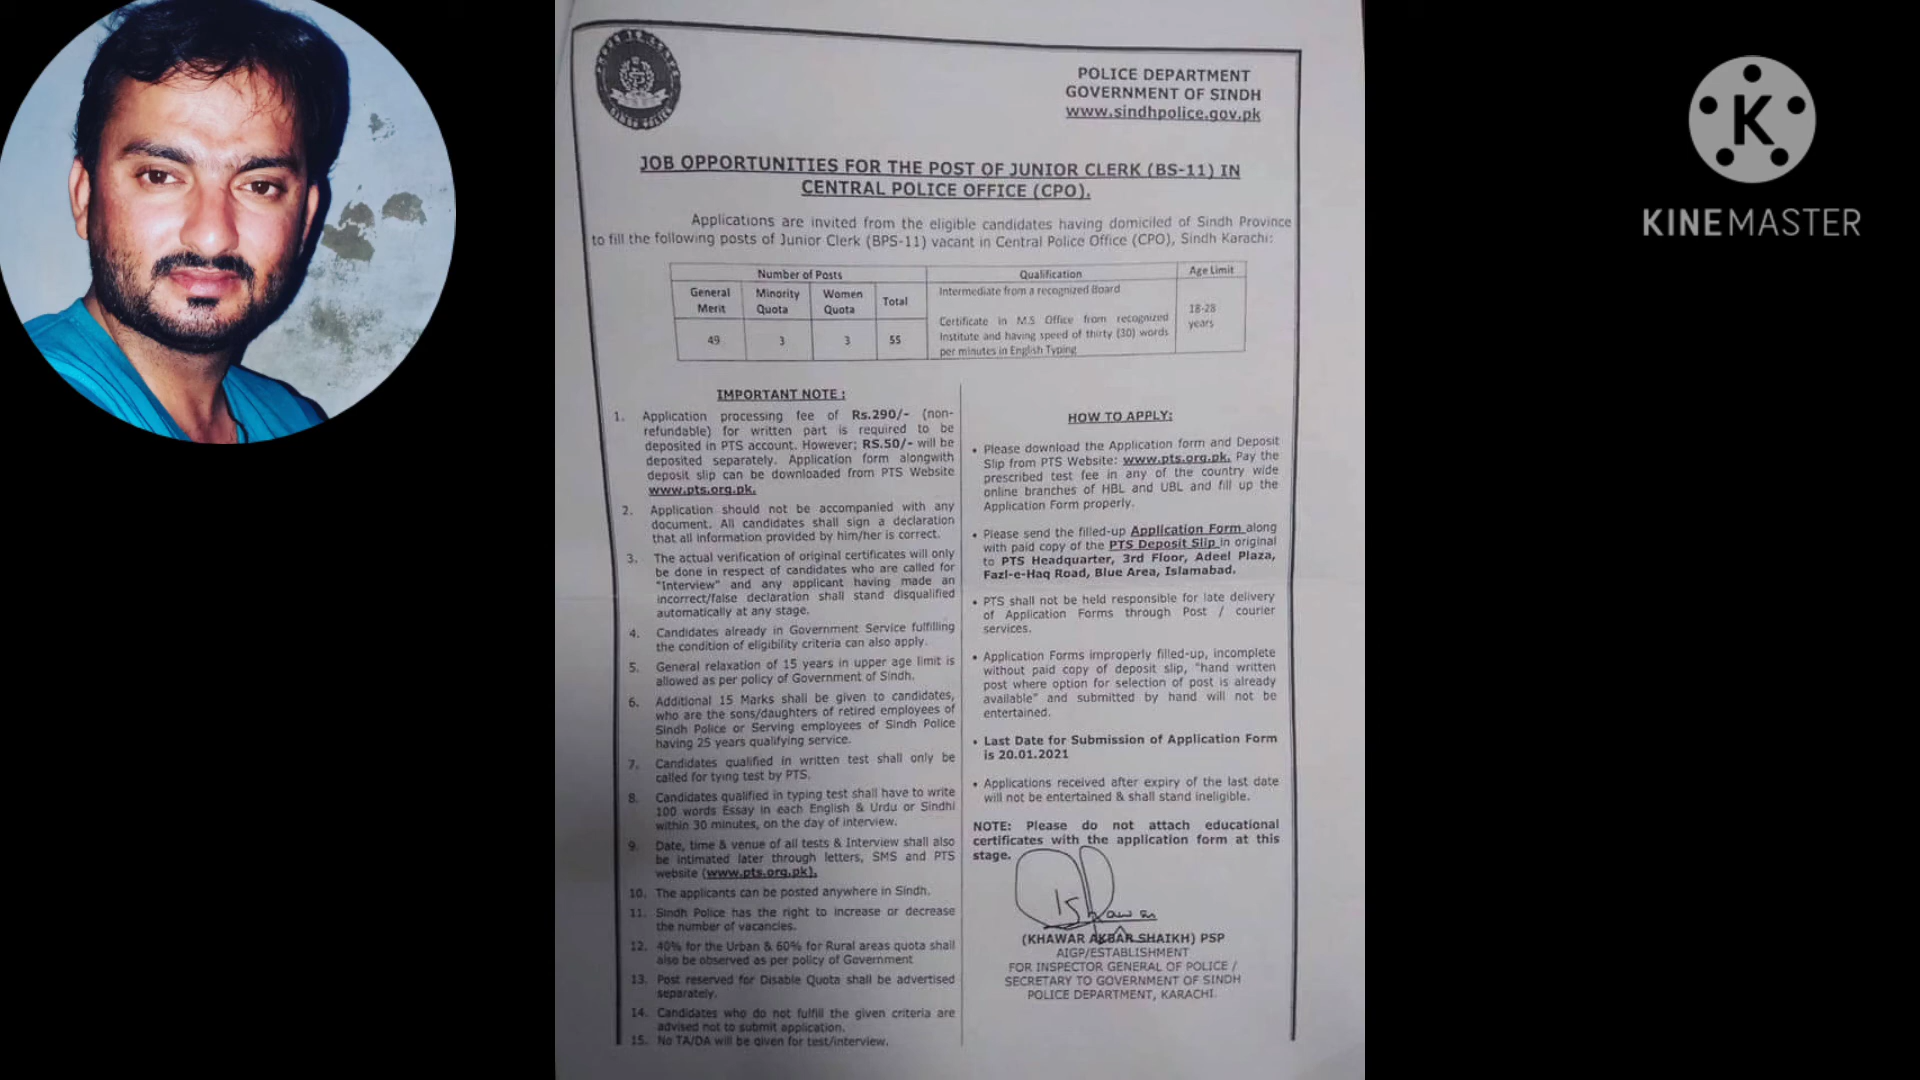 POLICE DEPARTMENT
GOVERNMENT OF SINDH
www.sindhpolice.gov.pk
JOB OPPORTUNITIES FOR THE POST OF JUNIOR CLERK (BS-11) IN
CENTRAL POLICE OFFICE (CPO).
Applications are invited from the eligible candidates having domiciled of Sindh Province
to fill the following posts of Junior Clerk (BPS-11) vacant in Central Police Office (CPO), Sindh Karachi:
Number of Posts
Qualification
Age Limit
General Merit
Minority Quota
Women Quota
Total
49
3
3
55
Intermediate from a recognized Board
Certificate in M.S Office from recognized
Institute and having speed of thirty (30) words
per minutes in English Typing
18-28
years
IMPORTANT NOTE :
1. Application processing fee of Rs.290/- (non-
refundable) for written part is required to be
deposited in PTS account. However; RS.50/- will be
deposited separately. Application form alongwith
deposit slip can be downloaded from PTS Website
www.pts.org.pk.
2. Application should not be accompanied with any
document. All candidates shall sign a declaration
that all information provided by him/her is correct.
3. The actual verification of original certificates will only
be done in respect of candidates who are called for
"Interview" and any applicant having made an
incorrect/false declaration shall stand disqualified
automatically at any stage.
4. Candidates already in Government Service fulfilling
the condition of eligibility criteria can also apply.
5. General relaxation of 15 years in upper age limit is
allowed as per policy of Government of Sindh.
6. Additional 15 Marks shall be given to candidates,
who are the sons/daughters of retired employees of
Sindh Police or Serving employees of Sindh Police
having 25 years qualifying service.
7. Candidates qualified in written test shall only be
called for tying test by PTS.
8. Candidates qualified in typing test shall have to write
100 words Essay in each English & Urdu or Sindhi
within 30 minutes, on the day of interview.
9. Date, time & venue of all tests & Interview shall also
be intimated later through letters, SMS and PTS
website (www.pts.org.pk).
10. The applicants can be posted anywhere in Sindh.
11. Sindh Police has the right to increase or decrease
the number of vacancies.
12. 40% for the Urban & 60% for Rural areas quota shall
also be observed as per policy of Government
13. Post reserved for Disable Quota shall be advertised
separately.
14. Candidates who do not fulfill the given criteria are
advised not to submit application.
15. No TA/DA will be given for test/interview.
HOW TO APPLY:
• Please download the Application form and Deposit
Slip from PTS Website: www.pts.org.pk. Pay the
prescribed test fee in any of the country wide
online branches of HBL and UBL and fill up the
Application Form properly.
• Please send the filled-up Application Form along
with paid copy of the PTS Deposit Slip in original
to PTS Headquarter, 3rd Floor, Adeel Plaza,
Fazl-e-Haq Road, Blue Area, Islamabad.
• PTS shall not be held responsible for late delivery
of Application Forms through Post / courier
services.
• Application Forms improperly filled-up, incomplete
without paid copy of deposit slip, "hand written
post where option for selection of post is already
available" and submitted by hand will not be
entertained.
• Last Date for Submission of Application Form
is 20.01.2021
• Applications received after expiry of the last date
will not be entertained & shall stand ineligible.
NOTE: Please do not attach educational
certificates with the application form at this
stage.
(KHAWAR AKBAR SHAIKH) PSP
AIGP/ESTABLISHMENT
FOR INSPECTOR GENERAL OF POLICE /
SECRETARY TO GOVERNMENT OF SINDH
POLICE DEPARTMENT, KARACHI.
K
KINEMASTER